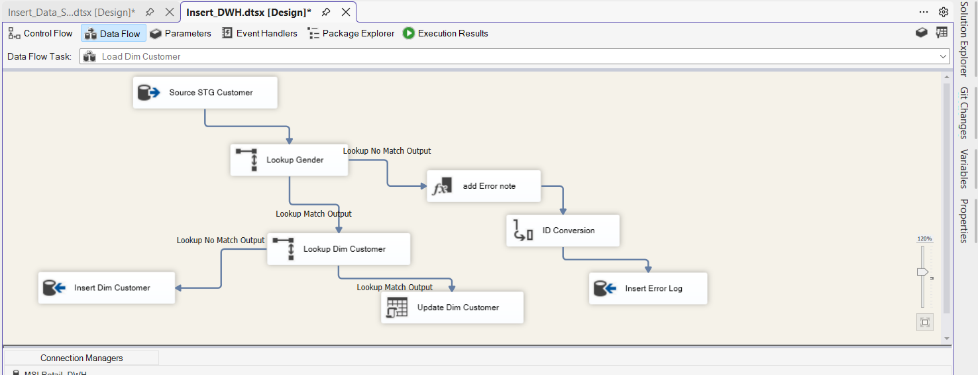 Insert_Data_S...dtsx [Design]*
Insert_DWH.dtsx [Design]*
Control Flow
Data Flow
Parameters
Event Handlers
Package Explorer
Execution Results
Data Flow Task:
Load Dim Customer
Source STG Customer
Lookup Gender
Lookup No Match Output
add Error note
Lookup Match Output
ID Conversion
Lookup No Match Output
Lookup Dim Customer
Insert Dim Customer
Lookup Match Output
Insert Error Log
Update Dim Customer
120%
Connection Managers
Solution Explorer
Git Changes
Variables
Properties